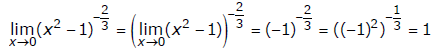 lim x→0 (x² − 1)^(−2/3) = (lim x→0 (x² − 1))^(−2/3) = (−1)^(−2/3) = ((−1)²)^(−1/3) = 1